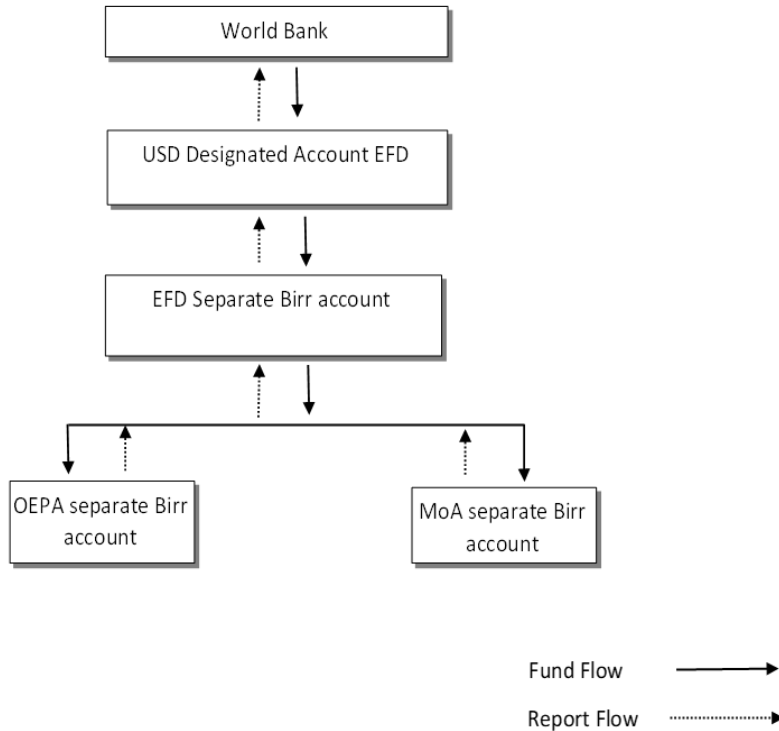 World Bank
USD Designated Account EFD
EFD Separate Birr account
OEPA separate Birr
account
MoA separate Birr
account
Fund Flow
Report Flow